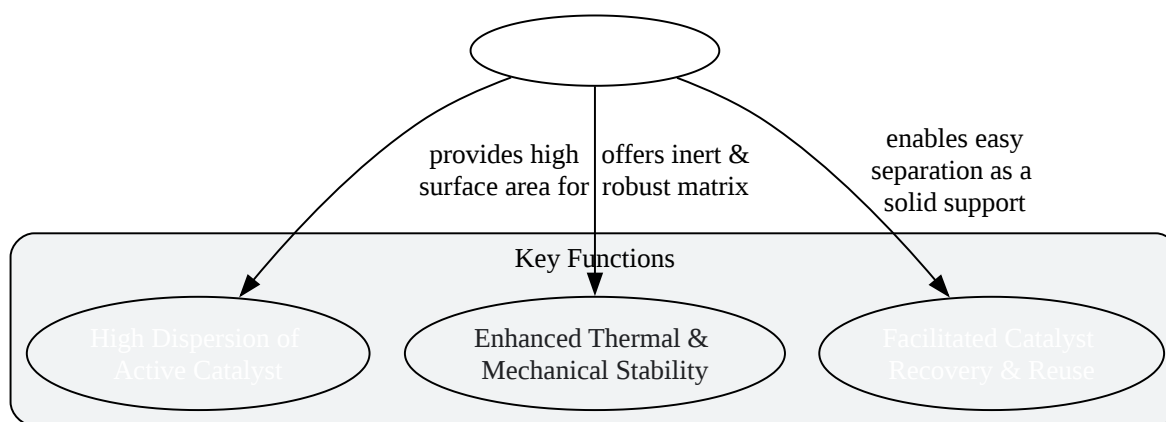 provides high
surface area for
offers inert &
robust matrix
enables easy
separation as a
solid support
Key Functions
High Dispersion of
Active Catalyst
Enhanced Thermal &
Mechanical Stability
Facilitated Catalyst
Recovery & Reuse